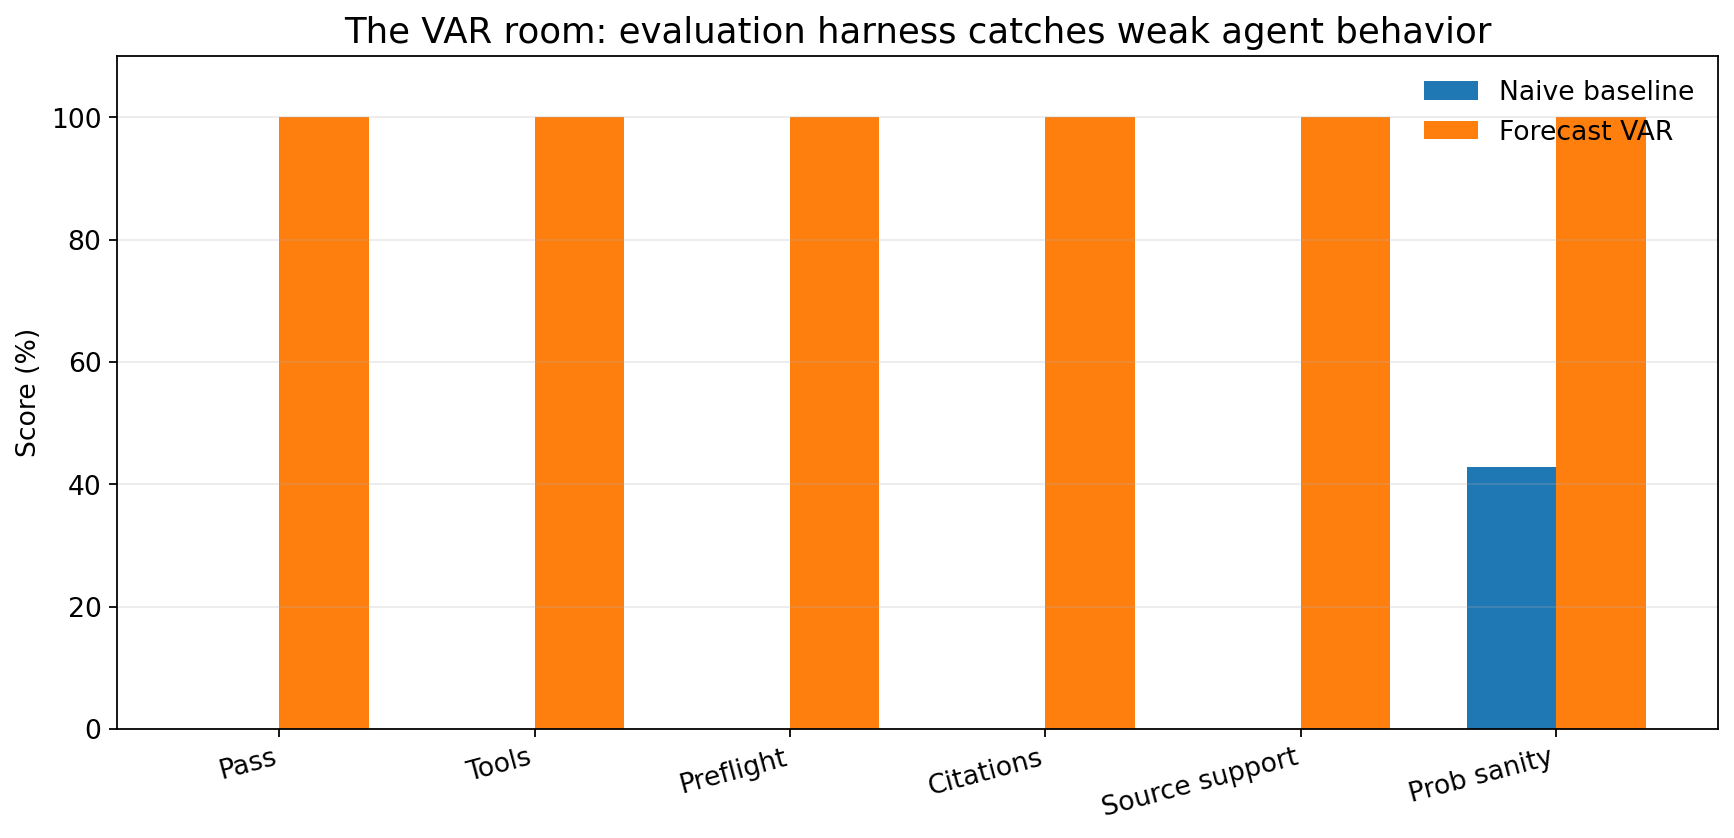 The VAR room: evaluation harness catches weak agent behavior
Naive baseline
Forecast VAR
Score (%)
100
80
60
40
20
0
Pass
Tools
Preflight
Citations
Source support
Prob sanity